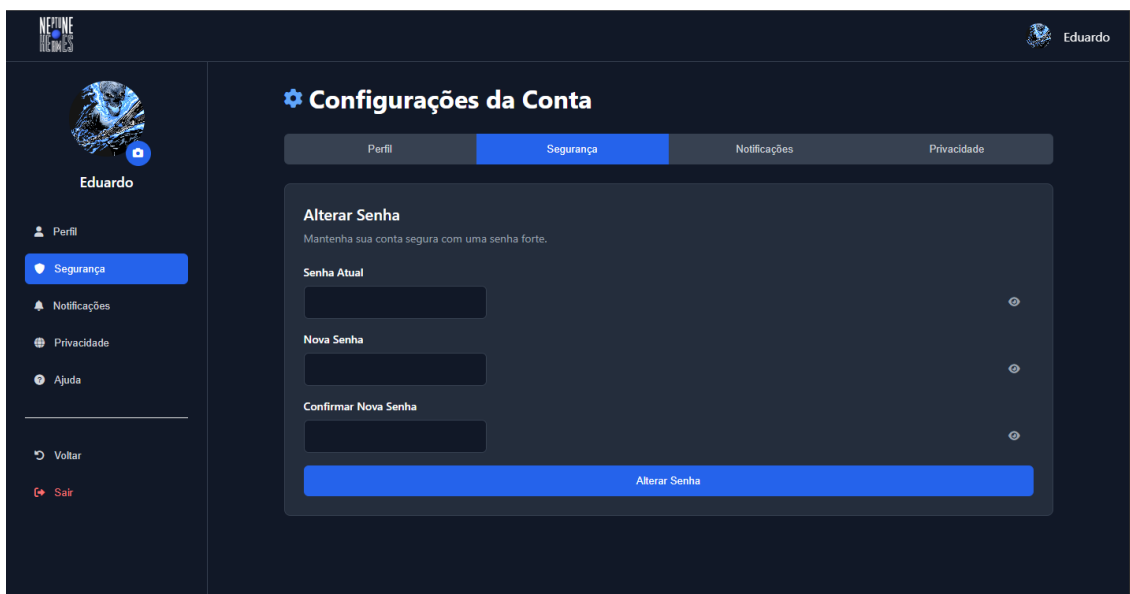 NEPTUNE
HERMES
Eduardo
Eduardo
Perfil
Segurança
Notificações
Privacidade
Ajuda
Voltar
Sair
Configurações da Conta
Perfil
Segurança
Notificações
Privacidade
Alterar Senha
Mantenha sua conta segura com uma senha forte.
Senha Atual
Nova Senha
Confirmar Nova Senha
Alterar Senha